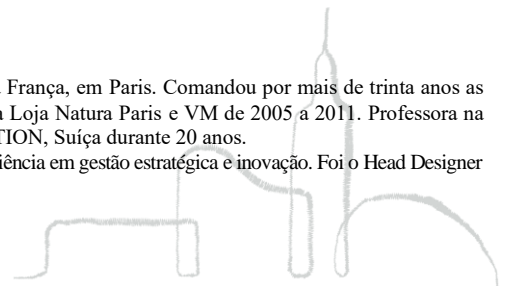 França, em Paris. Comandou por mais de trinta anos as
Loja Natura Paris e VM de 2005 a 2011. Professora na
TION, Suíça durante 20 anos.
iência em gestão estratégica e inovação. Foi o Head Designer